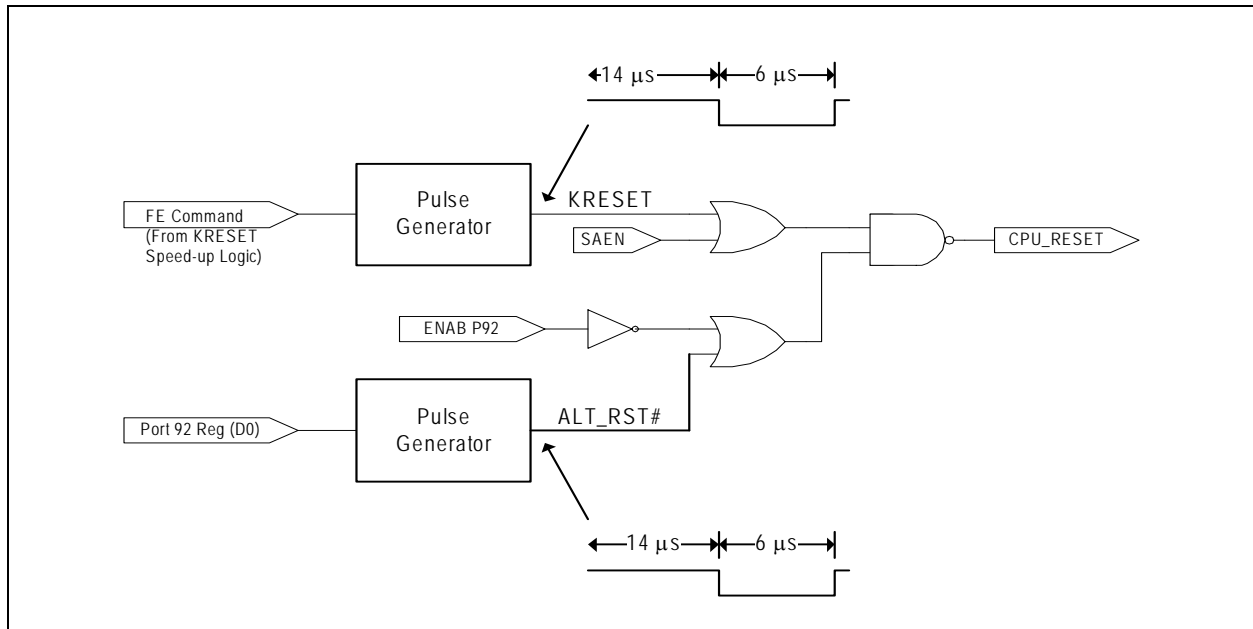 14 µs 6 µs
Pulse
Generator
KRESET
FE Command
(From KRESET
Speed-up Logic)
SAEN
CPU_RESET
ENAB P92
Pulse
Generator
ALT_RST#
Port 92 Reg (D0)
14 µs 6 µs